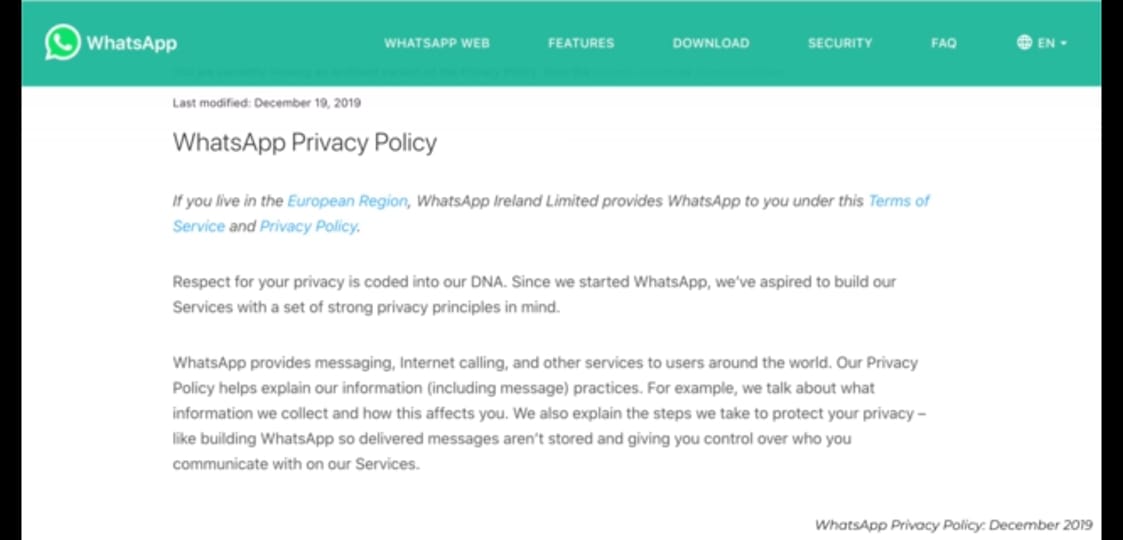 WhatsApp
WHATSAPP WEB FEATURES DOWNLOAD SECURITY FAQ EN
Last modified: December 19, 2019
WhatsApp Privacy Policy
If you live in the European Region, WhatsApp Ireland Limited provides WhatsApp to you under this Terms of
Service and Privacy Policy.
Respect for your privacy is coded into our DNA. Since we started WhatsApp, we've aspired to build our
Services with a set of strong privacy principles in mind.
WhatsApp provides messaging, Internet calling, and other services to users around the world. Our Privacy
Policy helps explain our information (including message) practices. For example, we talk about what
information we collect and how this affects you. We also explain the steps we take to protect your privacy –
like building WhatsApp so delivered messages aren't stored and giving you control over who you
communicate with on our Services.
WhatsApp Privacy Policy: December 2019